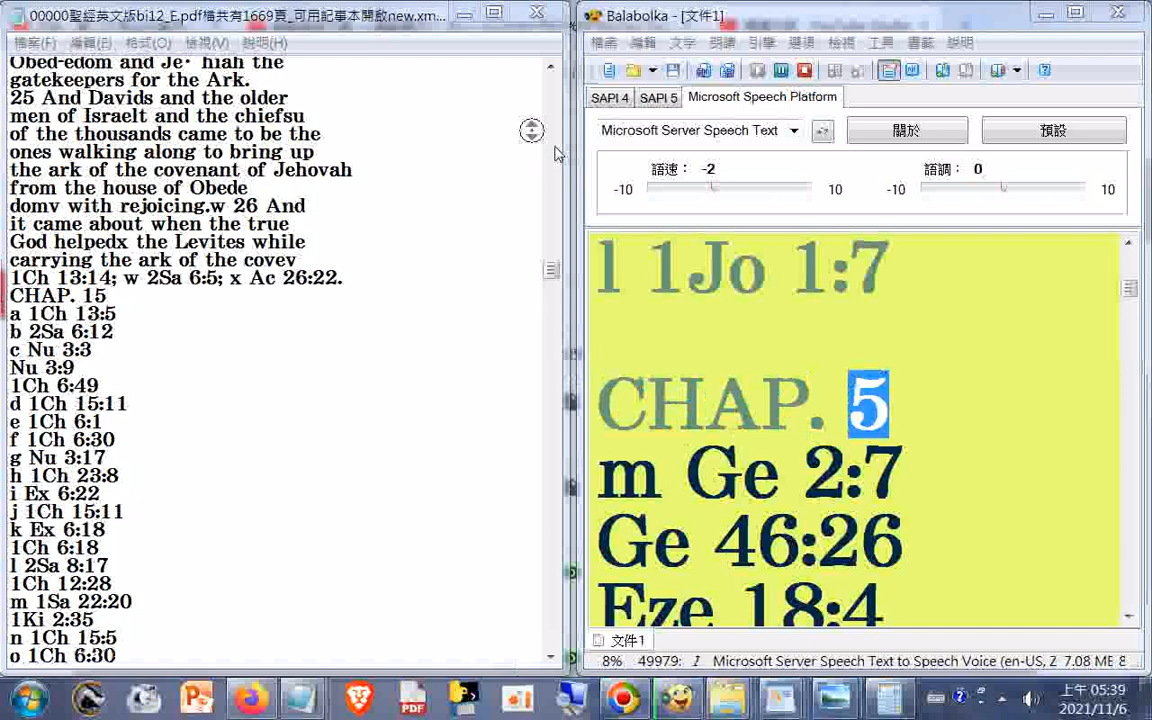 00000聖經英文版bi12_E.pdf檔共有1669頁_可用記事本開啟new.xm...
檔案(F) 編輯(E) 格式(O) 檢視(V) 說明(H)
Obed-edom and Je· hiah the
gatekeepers for the Ark.
25 And Davids and the older
men of Israelt and the chiefsu
of the thousands came to be the
ones walking along to bring up
the ark of the covenant of Jehovah
from the house of Obede
domv with rejoicing.w 26 And
it came about when the true
God helpedx the Levites while
carrying the ark of the covev
1Ch 13:14; w 2Sa 6:5; x Ac 26:22.
CHAP. 15
a 1Ch 13:5
b 2Sa 6:12
c Nu 3:3
Nu 3:9
1Ch 6:49
d 1Ch 15:11
e 1Ch 6:1
f 1Ch 6:30
g Nu 3:17
h 1Ch 23:8
i Ex 6:22
j 1Ch 15:11
k Ex 6:18
1Ch 6:18
l 2Sa 8:17
1Ch 12:28
m 1Sa 22:20
1Ki 2:35
n 1Ch 15:5
o 1Ch 6:30
Balabolka - [文件1]
檔案 編輯 文字 朗讀 引擎 選項 檢視 工具 書籤 說明
SAPI 4 SAPI 5 Microsoft Speech Platform
Microsoft Server Speech Text 關於 預設
語速： -2 語調： 0
-10 10 -10 10
l 1Jo 1:7
CHAP. 5
m Ge 2:7
Ge 46:26
Eze 18:4
文件1
8% 49979: Microsoft Server Speech Text to Speech Voice (en-US, Z 7.08 MB 8
PDF
上午 05:39
2021/11/6